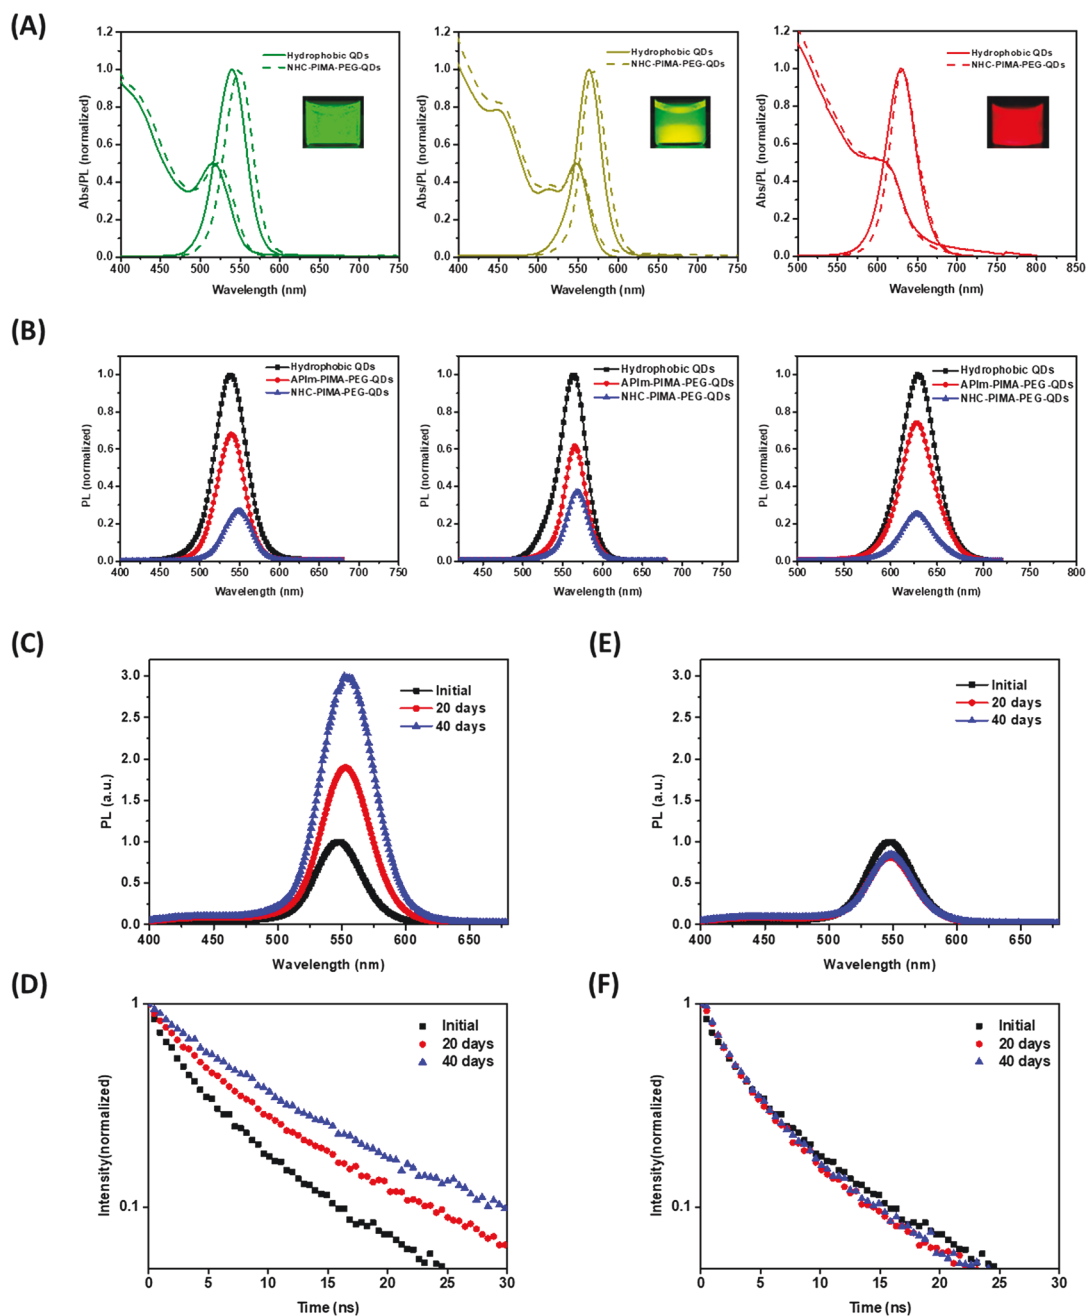 (A)
1.2
1.0
0.8
0.6
0.4
0.2
0.0
Abs/PL (normalized)
Hydrophobic QDs
NHC-PIMA-PEG-QDs
400 450 500 550 600 650 700 750
Wavelength (nm)
1.2
1.0
0.8
0.6
0.4
0.2
0.0
Abs/PL (normalized)
Hydrophobic QDs
NHC-PIMA-PEG-QDs
400 450 500 550 600 650 700 750
Wavelength (nm)
1.2
1.0
0.8
0.6
0.4
0.2
0.0
Abs/PL (normalized)
Hydrophobic QDs
NHC-PIMA-PEG-QDs
500 550 600 650 700 750 800 850
Wavelength (nm)
(B)
1.0
0.8
0.6
0.4
0.2
0.0
PL (normalized)
Hydrophobic QDs
APIm-PIMA-PEG-QDs
NHC-PIMA-PEG-QDs
400 450 500 550 600 650 700 750
Wavelength (nm)
1.0
0.8
0.6
0.4
0.2
0.0
PL (normalized)
Hydrophobic QDs
APIm-PIMA-PEG-QDs
NHC-PIMA-PEG-QDs
450 500 550 600 650 700 750
Wavelength (nm)
1.0
0.8
0.6
0.4
0.2
0.0
PL (normalized)
Hydrophobic QDs
APIm-PIMA-PEG-QDs
NHC-PIMA-PEG-QDs
500 550 600 650 700 750 800
Wavelength (nm)
(C)
3.0
2.5
2.0
1.5
1.0
0.5
0.0
PL (a.u.)
Initial
20 days
40 days
400 450 500 550 600 650
Wavelength (nm)
(E)
3.0
2.5
2.0
1.5
1.0
0.5
0.0
PL (a.u.)
Initial
20 days
40 days
400 450 500 550 600 650
Wavelength (nm)
(D)
1
0.1
Intensity(normalized)
Initial
20 days
40 days
0 5 10 15 20 25 30
Time (ns)
(F)
1
0.1
Intensity(normalized)
Initial
20 days
40 days
0 5 10 15 20 25 30
Time (ns)